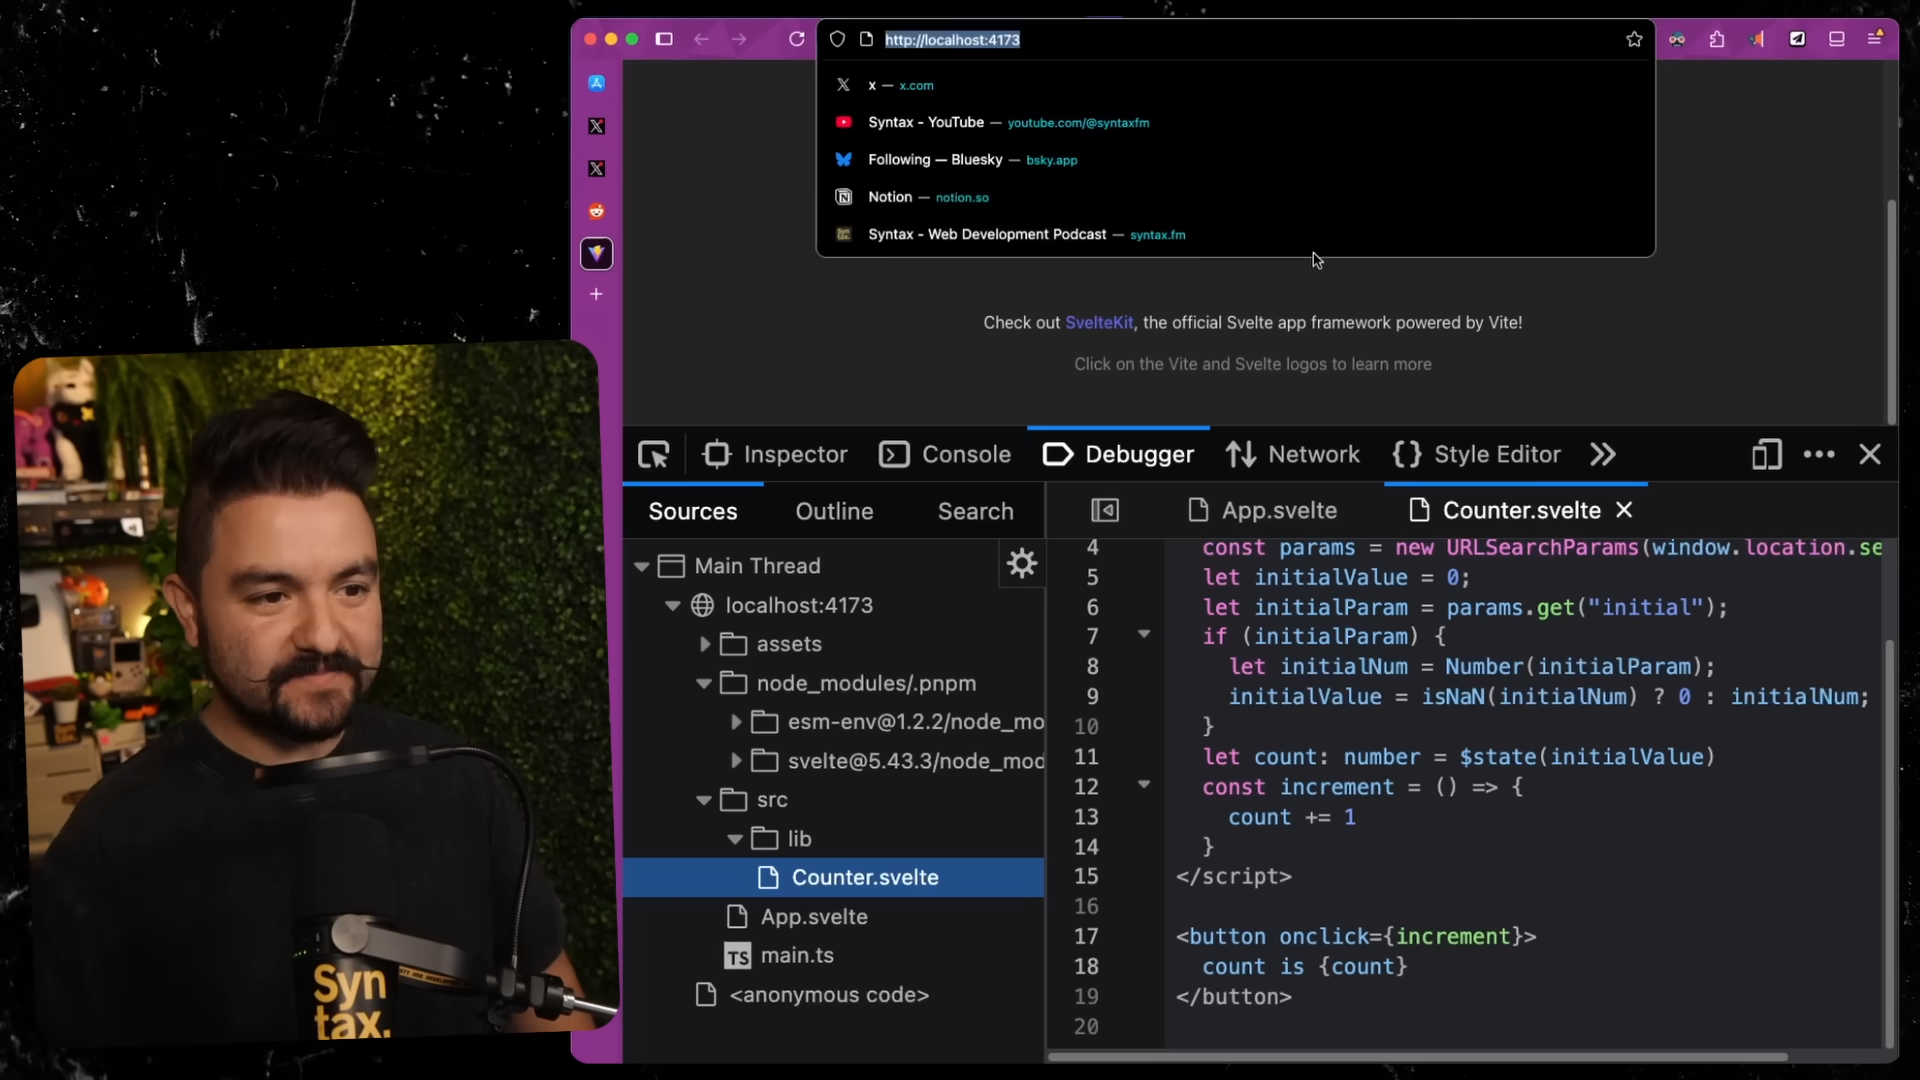 http://localhost:4173
x — x.com
Syntax - YouTube — youtube.com/@syntaxfm
Following — Bluesky — bsky.app
Notion — notion.so
Syntax - Web Development Podcast — syntax.fm
Check out SvelteKit, the official Svelte app framework powered by Vite!
Click on the Vite and Svelte logos to learn more
Inspector Console Debugger Network Style Editor
Sources Outline Search
App.svelte Counter.svelte
Main Thread
localhost:4173
assets
node_modules/.pnpm
esm-env@1.2.2/node_mo
svelte@5.43.3/node_mod
src
lib
Counter.svelte
App.svelte
TS main.ts
<anonymous code>
4 const params = new URLSearchParams(window.location.se
5 let initialValue = 0;
6 let initialParam = params.get("initial");
7 if (initialParam) {
8 let initialNum = Number(initialParam);
9 initialValue = isNaN(initialNum) ? 0 : initialNum;
10 }
11 let count: number = $state(initialValue)
12 const increment = () => {
13 count += 1
14 }
15 </script>
16
17 <button onclick={increment}>
18 count is {count}
19 </button>
20
Syn
tax.